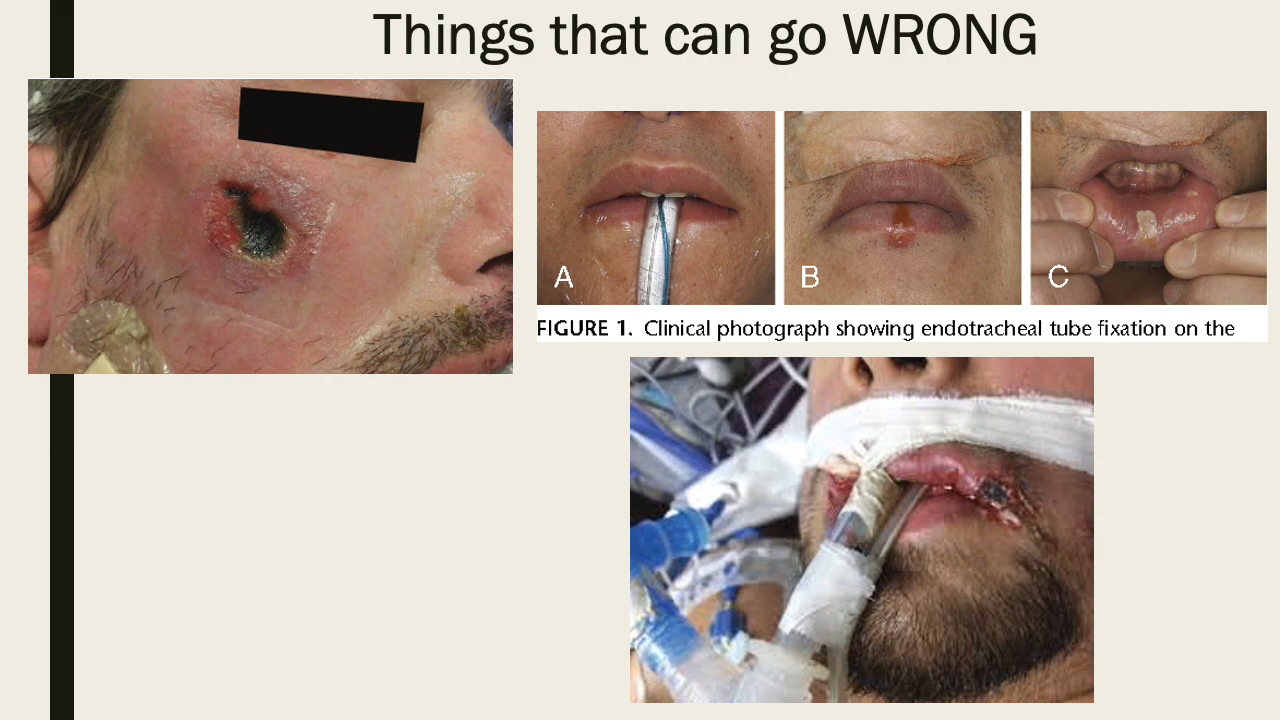 Things that can go WRONG
A
B
C
FIGURE 1. Clinical photograph showing endotracheal tube fixation on the